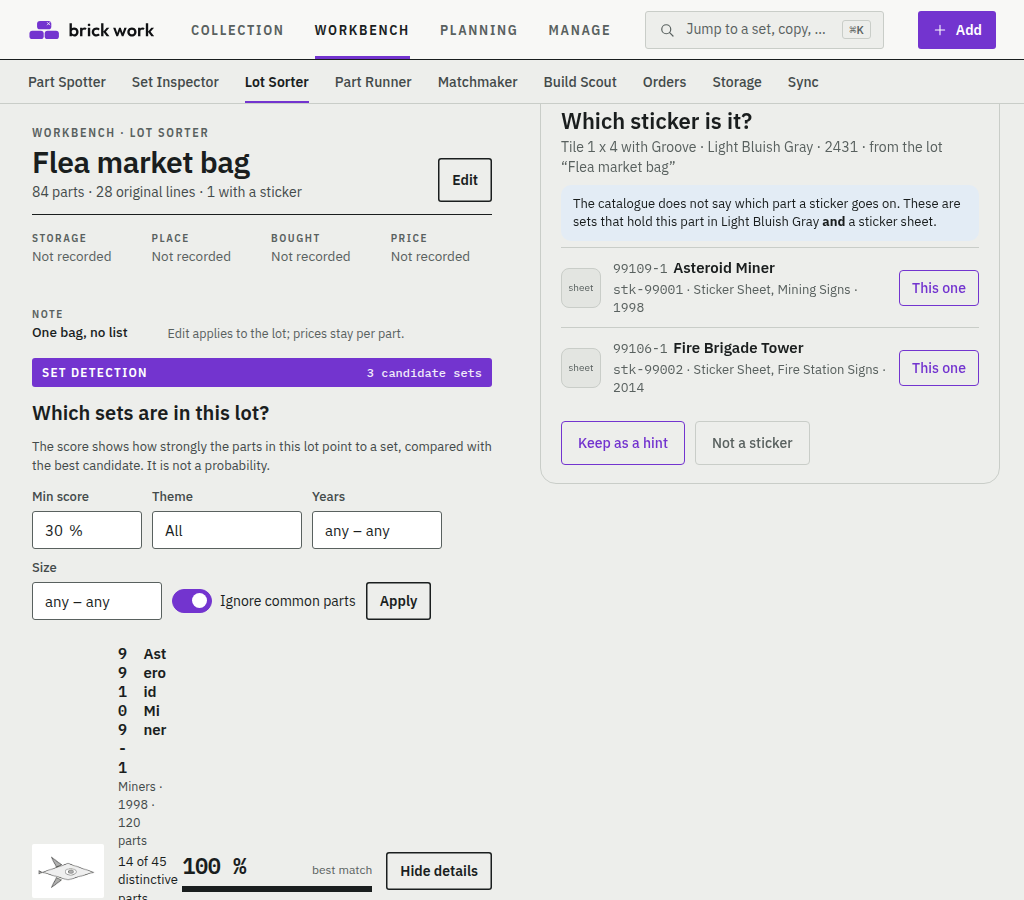 brick work
COLLECTION WORKBENCH PLANNING MANAGE
Jump to a set, copy, ... ⌘K
+ Add
Part Spotter Set Inspector Lot Sorter Part Runner Matchmaker Build Scout Orders Storage Sync
WORKBENCH · LOT SORTER
Flea market bag
84 parts · 28 original lines · 1 with a sticker
Edit
STORAGE PLACE BOUGHT PRICE
Not recorded Not recorded Not recorded Not recorded
NOTE
One bag, no list Edit applies to the lot; prices stay per part.
SET DETECTION 3 candidate sets
Which sets are in this lot?
The score shows how strongly the parts in this lot point to a set, compared with
the best candidate. It is not a probability.
Min score Theme Years
30 % All any – any
Size
any – any Ignore common parts Apply
9 Ast
9 ero
1 id
0 Mi
9 ner
-
1
Miners ·
1998 ·
120
parts
14 of 45
distinctive
parts
100 % best match
Hide details
Which sticker is it?
Tile 1 x 4 with Groove · Light Bluish Gray · 2431 · from the lot
“Flea market bag”
The catalogue does not say which part a sticker goes on. These are
sets that hold this part in Light Bluish Gray and a sticker sheet.
sheet
99109-1 Asteroid Miner
stk-99001 · Sticker Sheet, Mining Signs ·
1998
This one
sheet
99106-1 Fire Brigade Tower
stk-99002 · Sticker Sheet, Fire Station Signs ·
2014
This one
Keep as a hint Not a sticker